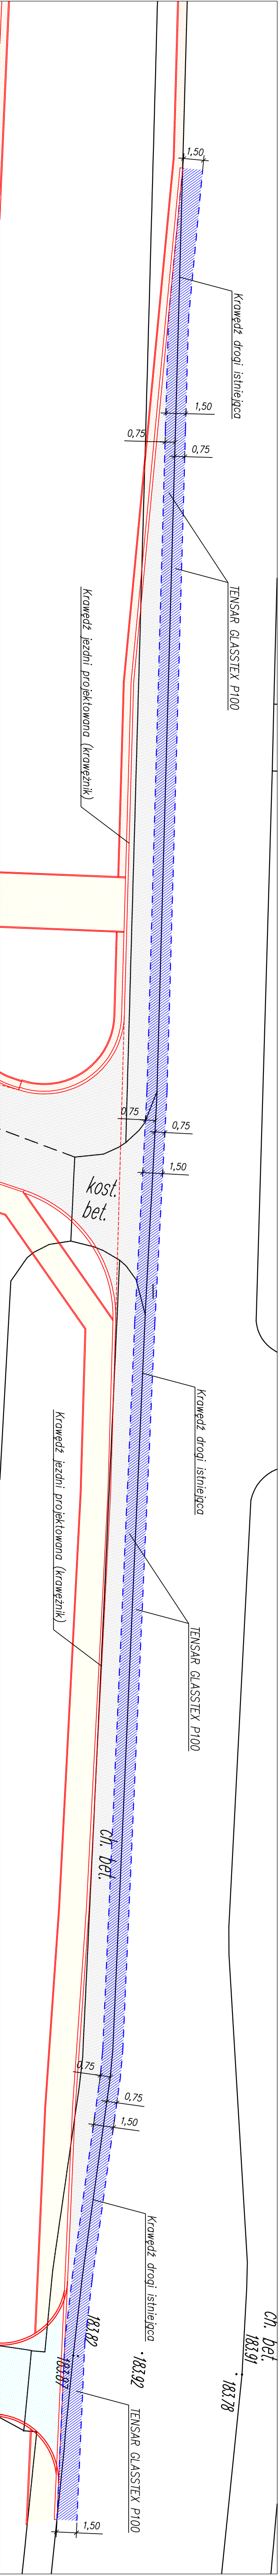 1,50
Krawędź drogi istniejąca
1,50
0,75
0,75
TENSAR GLASSTEX P100
Krawędź jezdni projektowana (krawężnik)
0,75
0,75
1,50
kost.
bet.
Krawędź drogi istniejąca
Krawędź jezdni projektowana (krawężnik)
TENSAR GLASSTEX P100
ch. bet.
0,75
0,75
1,50
Krawędź drogi istniejąca
ch. bet.
183.91
183.78
183.92
183.82
183.87
TENSAR GLASSTEX P100
1,50